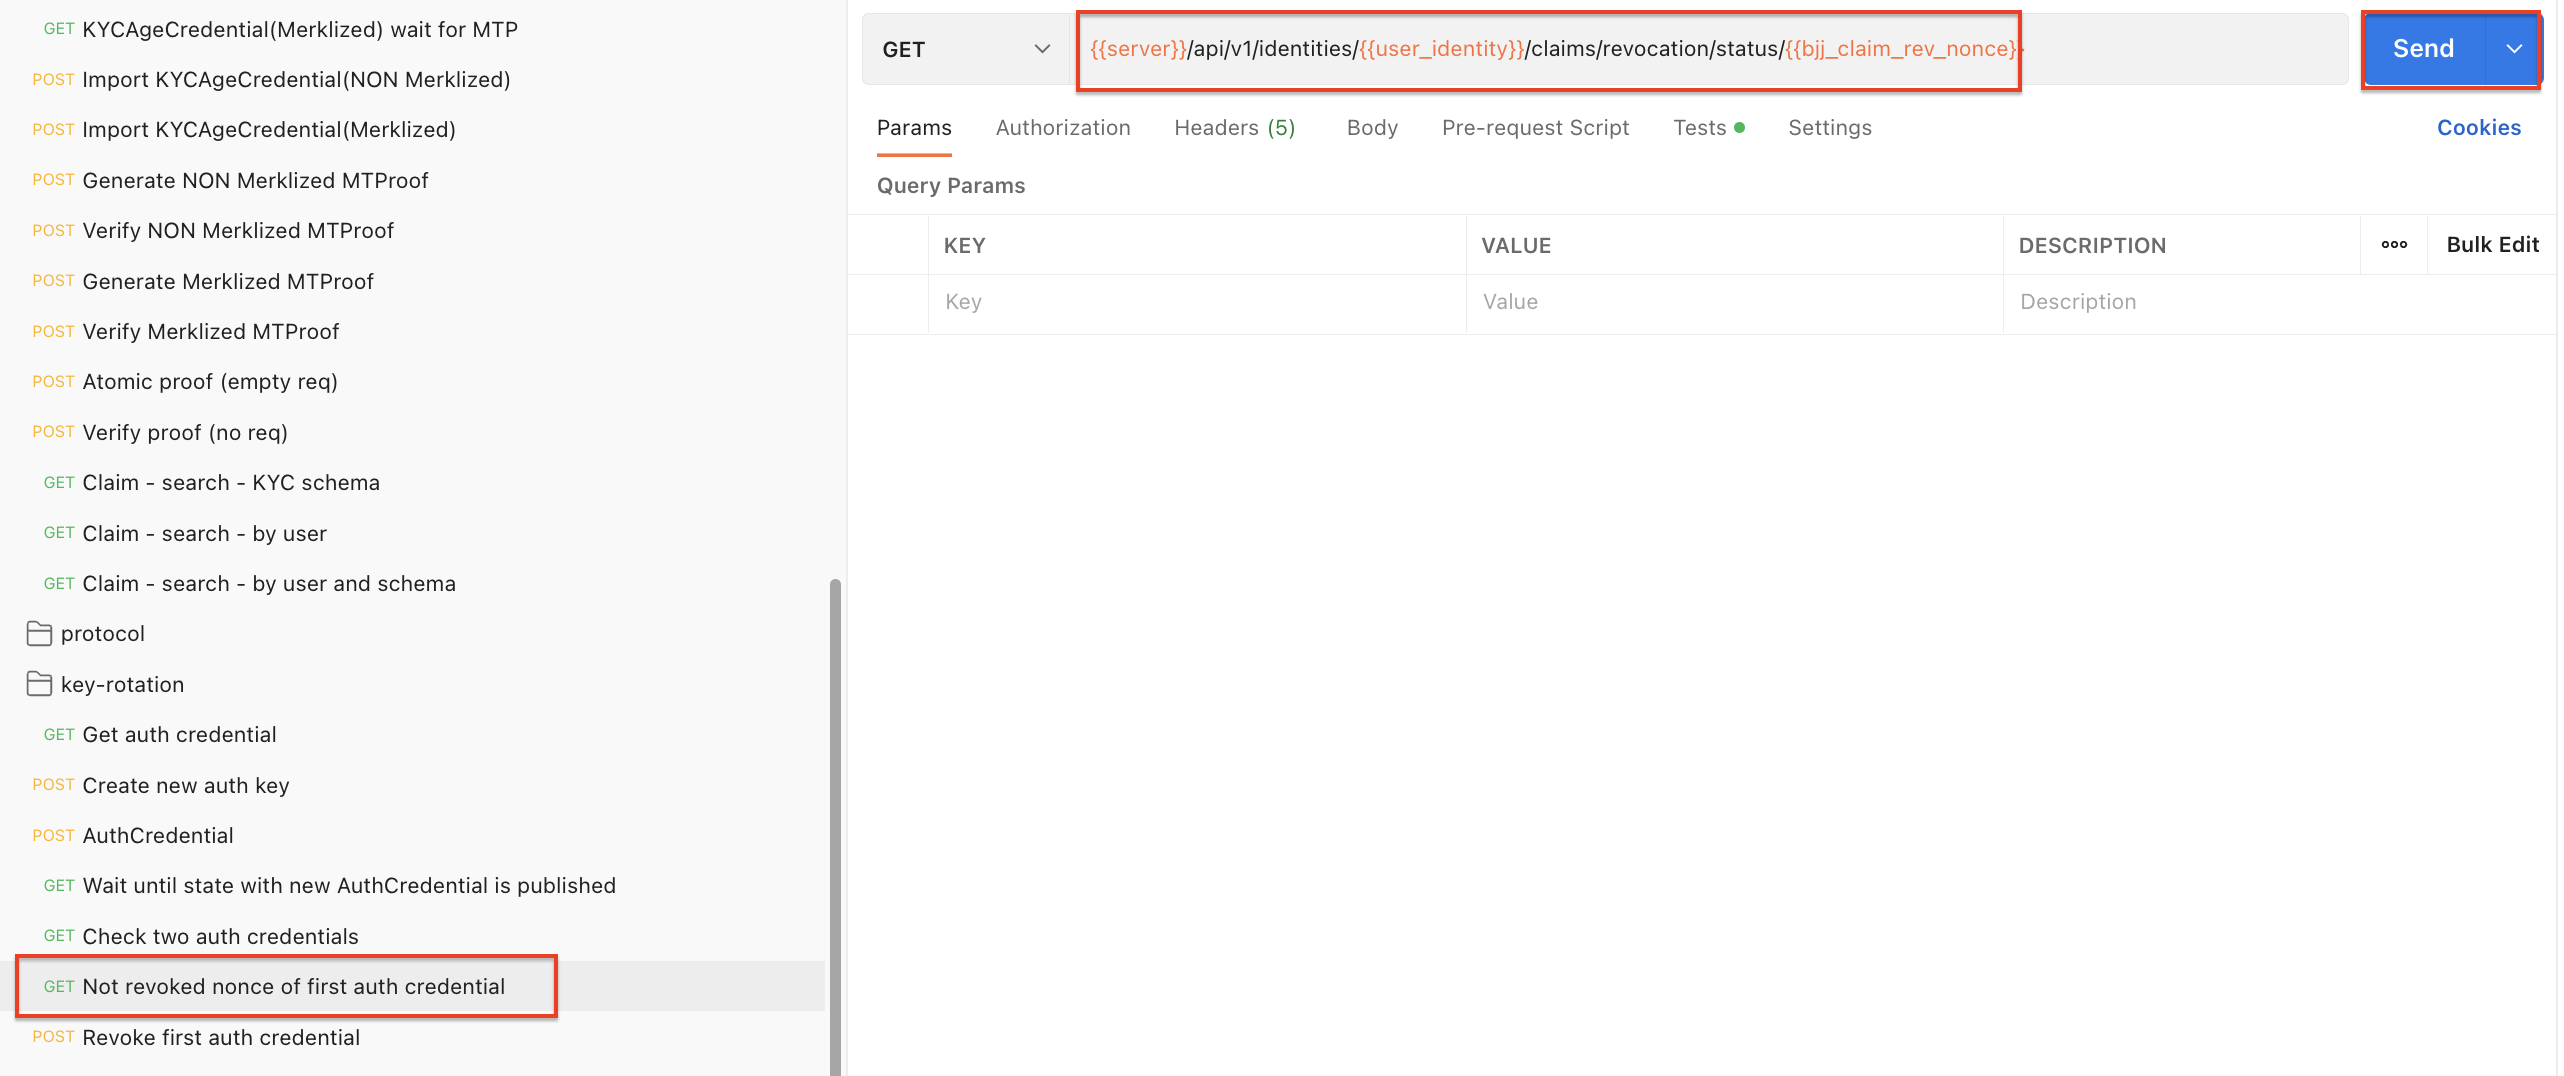 GET KYCAgeCredential(Merklized) wait for MTP
POST Import KYCAgeCredential(NON Merklized)
POST Import KYCAgeCredential(Merklized)
POST Generate NON Merklized MTProof
POST Verify NON Merklized MTProof
POST Generate Merklized MTProof
POST Verify Merklized MTProof
POST Atomic proof (empty req)
POST Verify proof (no req)
GET Claim - search - KYC schema
GET Claim - search - by user
GET Claim - search - by user and schema
protocol
key-rotation
GET Get auth credential
POST Create new auth key
POST AuthCredential
GET Wait until state with new AuthCredential is published
GET Check two auth credentials
GET Not revoked nonce of first auth credential
POST Revoke first auth credential
GET {{server}}/api/v1/identities/{{user_identity}}/claims/revocation/status/{{bjj_claim_rev_nonce}} Send
Params Authorization Headers (5) Body Pre-request Script Tests Settings Cookies
Query Params
KEY VALUE DESCRIPTION ooo Bulk Edit
Key Value Description